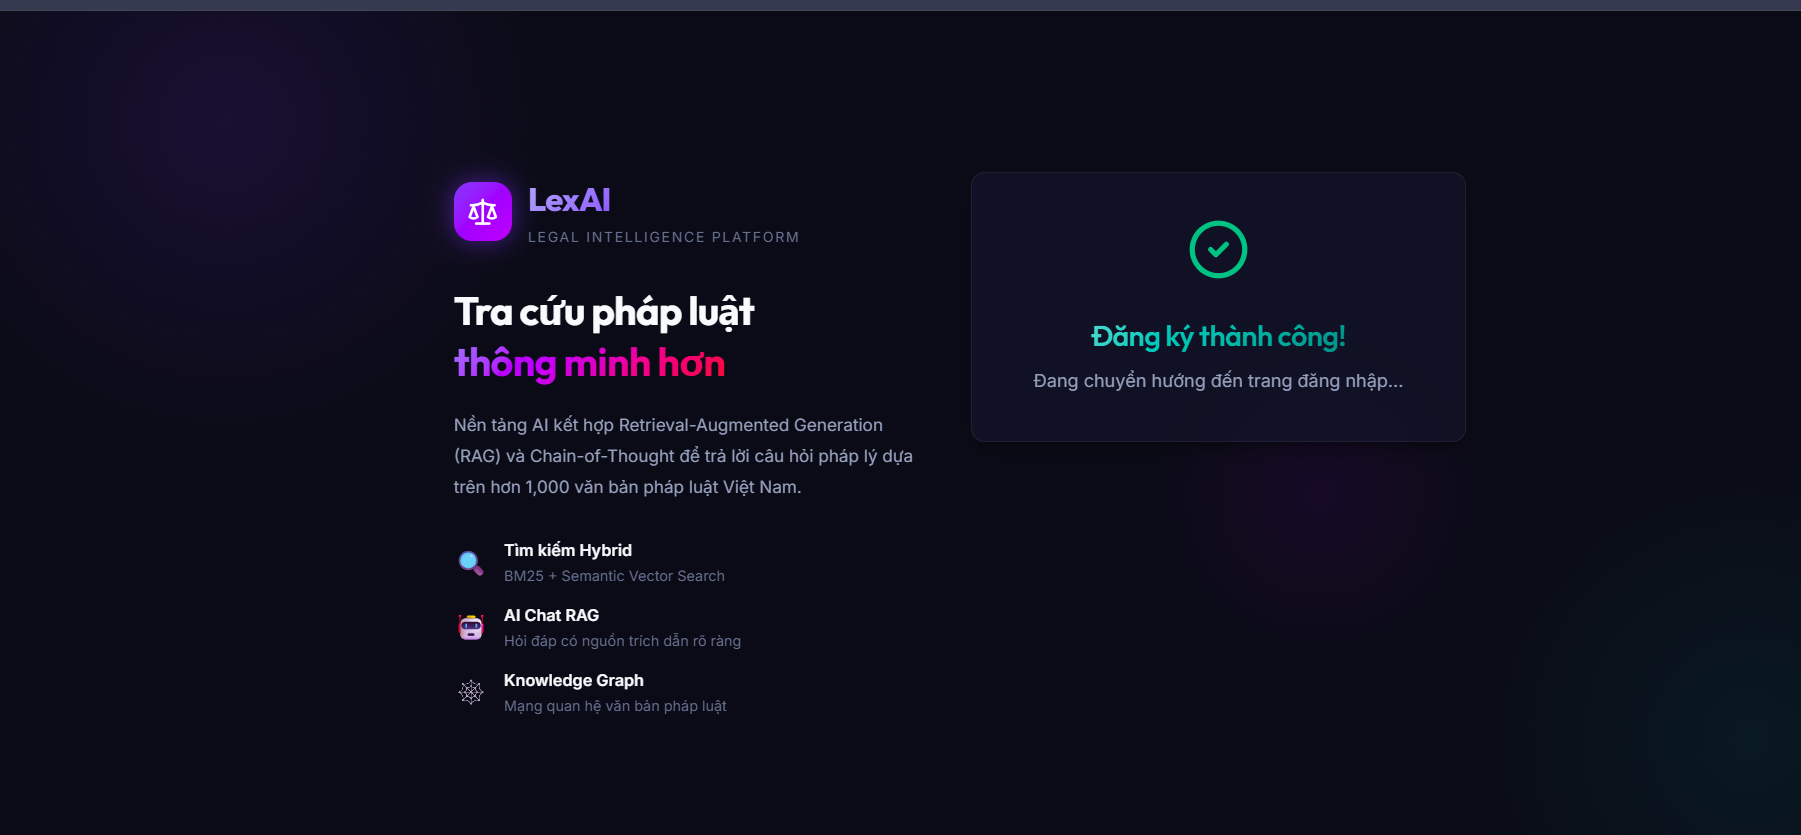 LexAI
LEGAL INTELLIGENCE PLATFORM
Tra cứu pháp luật
thông minh hơn
Nền tảng AI kết hợp Retrieval-Augmented Generation
(RAG) và Chain-of-Thought để trả lời câu hỏi pháp lý dựa
trên hơn 1,000 văn bản pháp luật Việt Nam.
Tìm kiếm Hybrid
BM25 + Semantic Vector Search
AI Chat RAG
Hỏi đáp có nguồn trích dẫn rõ ràng
Knowledge Graph
Mạng quan hệ văn bản pháp luật
Đăng ký thành công!
Đang chuyển hướng đến trang đăng nhập...